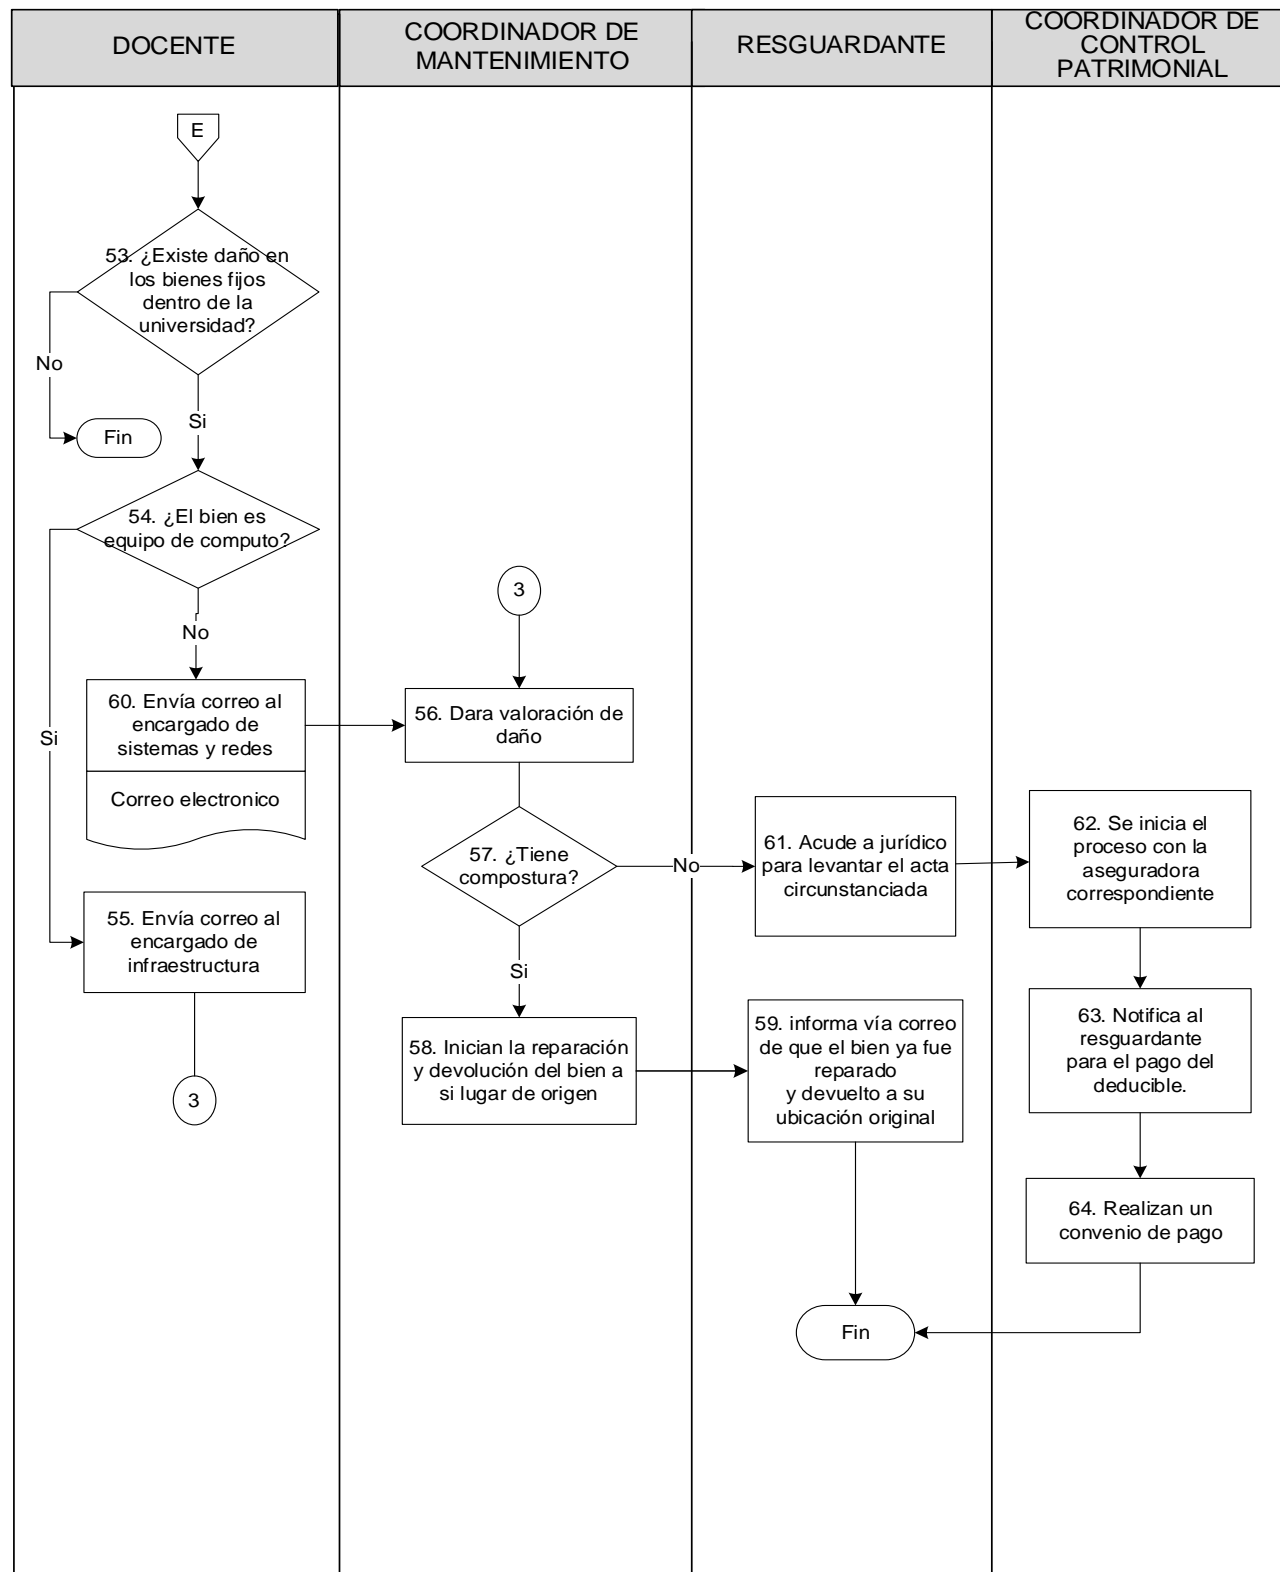 DOCENTE
COORDINADOR DE
MANTENIMIENTO
RESGUARDANTE
COORDINADOR DE
CONTROL
PATRIMONIAL
E
53. ¿Existe daño en
los bienes fijos
dentro de la
universidad?
No
Fin
Si
54. ¿El bien es
equipo de computo?
No
Si
60. Envía correo al
encargado de
sistemas y redes
Correo electronico
55. Envía correo al
encargado de
infraestructura
3
3
56. Dara valoración de
daño
57. ¿Tiene
compostura?
No
Si
58. Inician la reparación
y devolución del bien a
si lugar de origen
61. Acude a jurídico
para levantar el acta
circunstanciada
59. informa vía correo
de que el bien ya fue
reparado
y devuelto a su
ubicación original
Fin
62. Se inicia el
proceso con la
aseguradora
correspondiente
63. Notifica al
resguardante
para el pago del
deducible.
64. Realizan un
convenio de pago